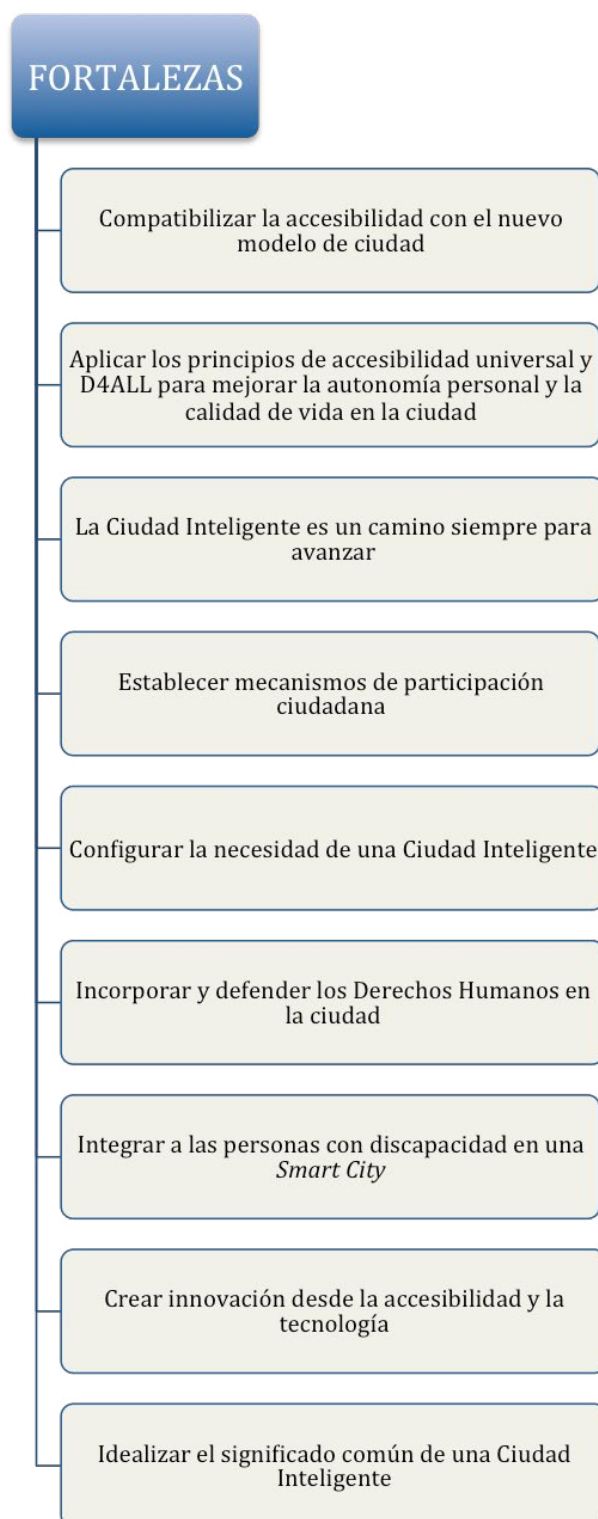 FORTALEZAS
Compatibilizar la accesibilidad con el nuevo
modelo de ciudad
Aplicar los principios de accesibilidad universal y
D4ALL para mejorar la autonomía personal y la
calidad de vida en la ciudad
La Ciudad Inteligente es un camino siempre para
avanzar
Establecer mecanismos de participación
ciudadana
Configurar la necesidad de una Ciudad Inteligente
Incorporar y defender los Derechos Humanos en
la ciudad
Integrar a las personas con discapacidad en una
Smart City
Crear innovación desde la accesibilidad y la
tecnología
Idealizar el significado común de una Ciudad
Inteligente